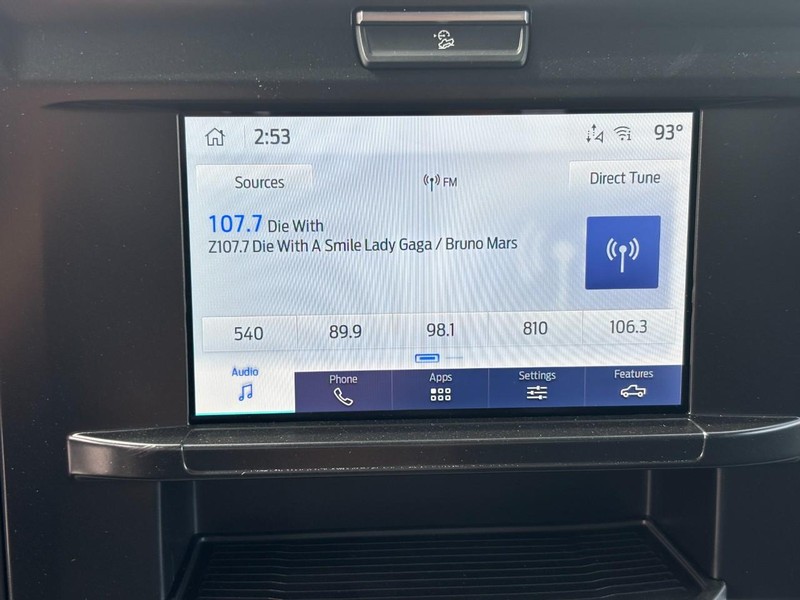 2:53 93°
Sources FM Direct Tune
107.7 Die With
Z107.7 Die With A Smile Lady Gaga / Bruno Mars
540 89.9 98.1 810 106.3
Audio Phone Apps Settings Features